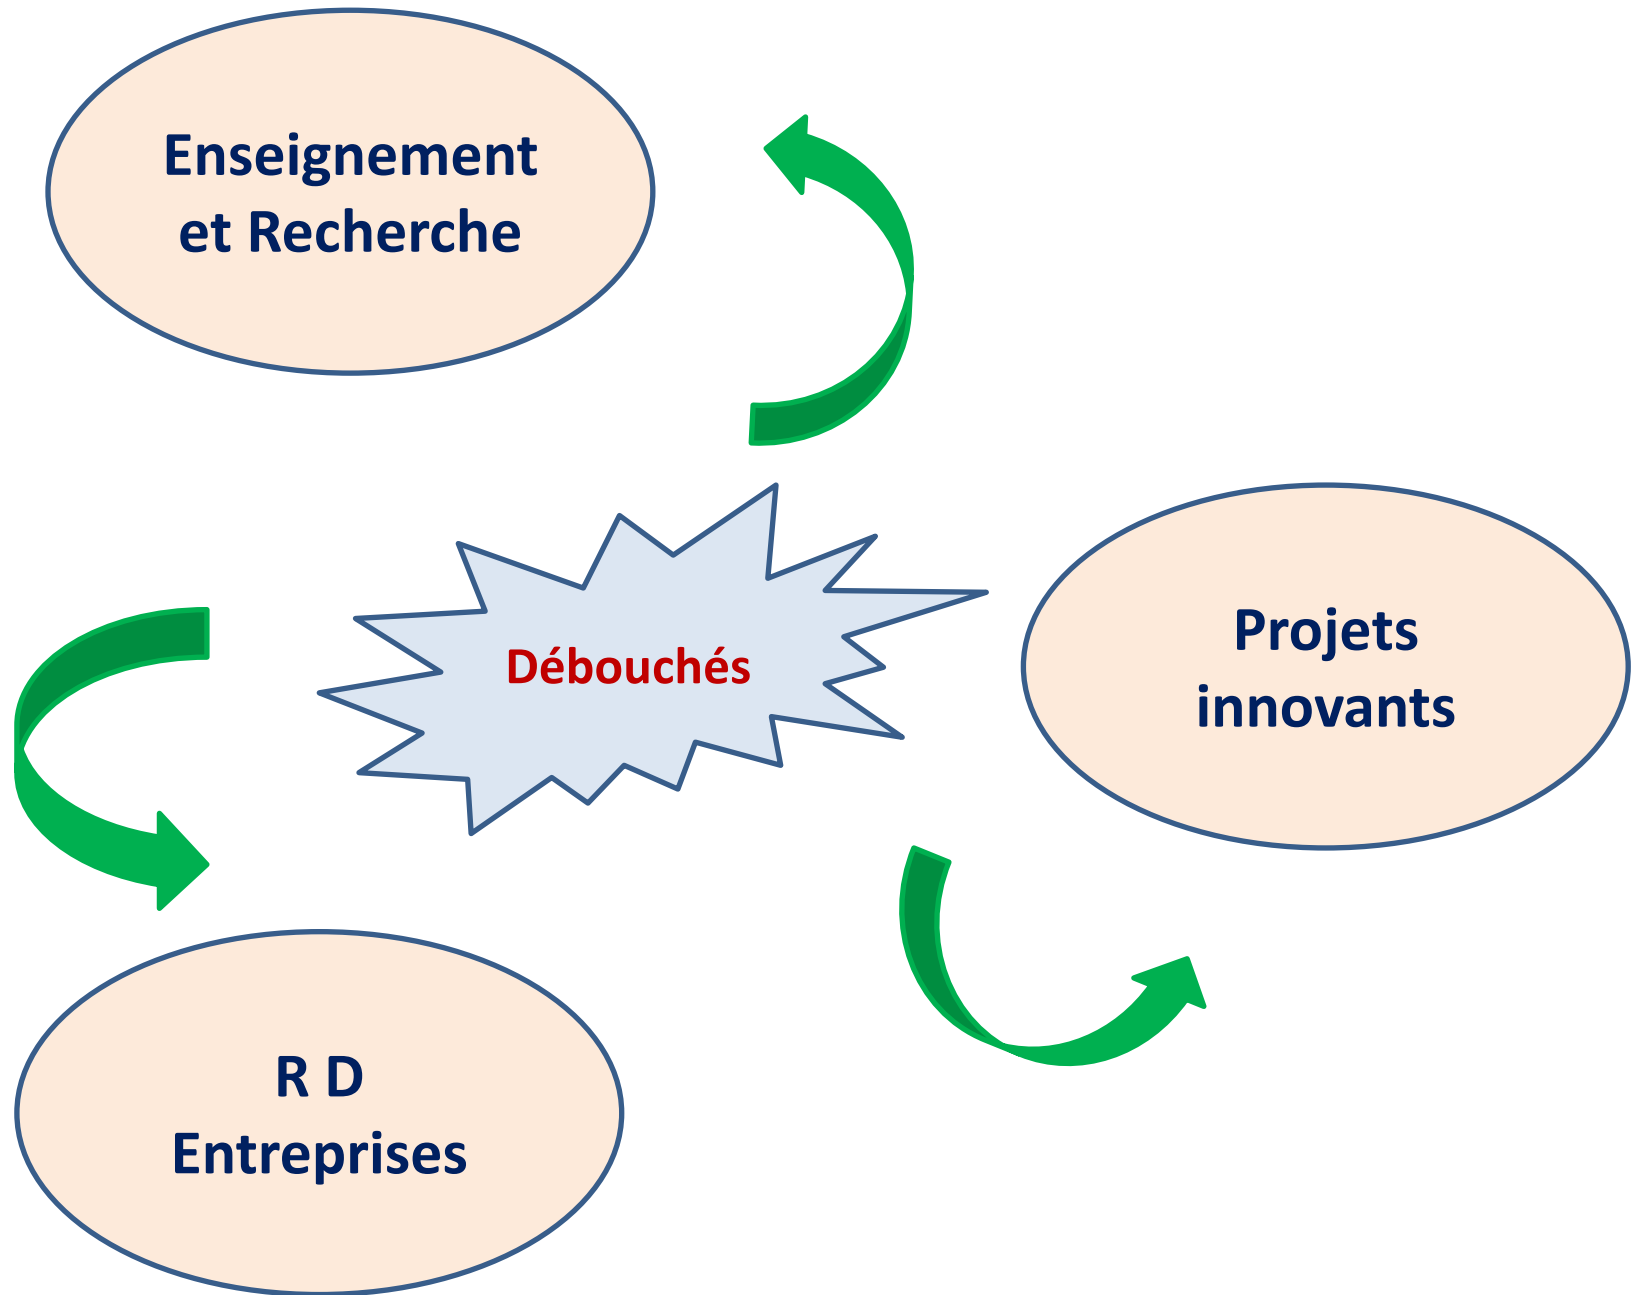 Enseignement
et Recherche
Débouchés
Projets
innovants
R D
Entreprises